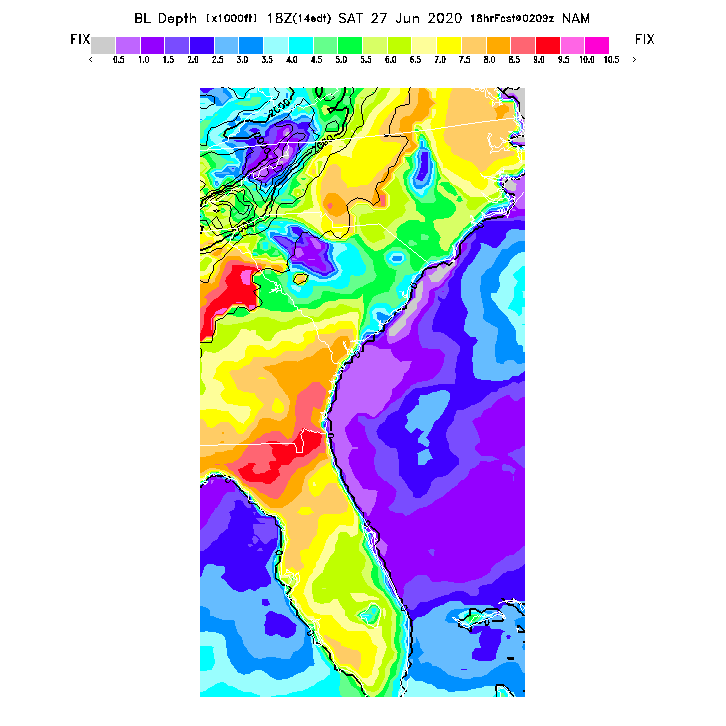 BL Depth [x1000ft] 18Z(14edt) SAT 27 Jun 2020 18hrFcst@0209z NAM
FIX FIX
< 0.5 1.0 1.5 2.0 2.5 3.0 3.5 4.0 4.5 5.0 5.5 6.0 6.5 7.0 7.5 8.0 8.5 9.0 9.5 10.0 10.5 >